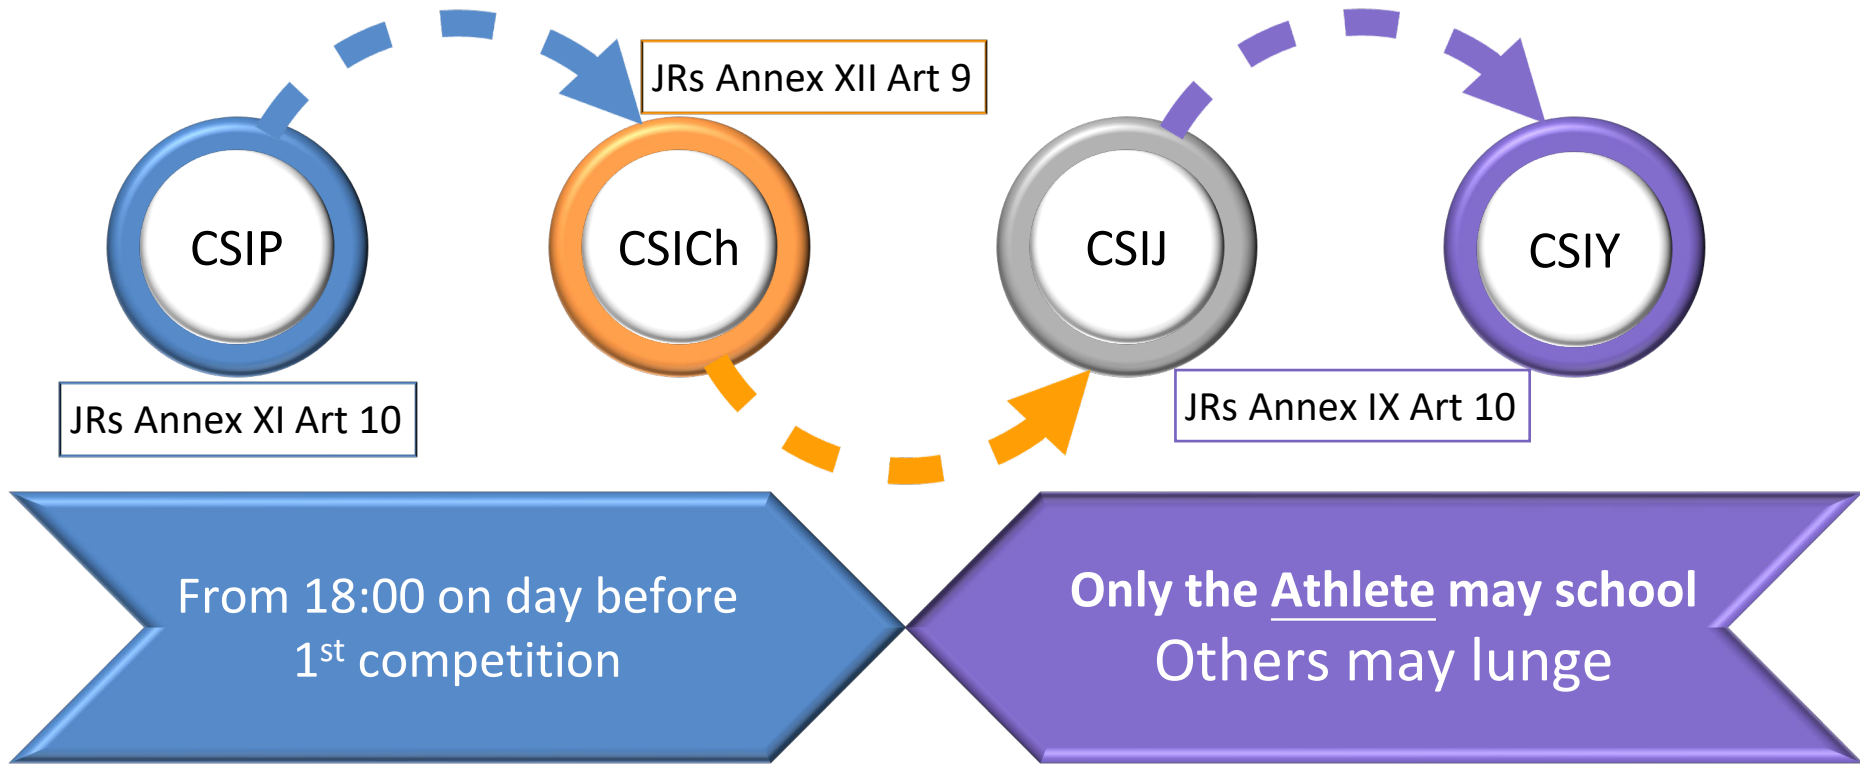 JRs Annex XII Art 9
CSIP
CSICh
CSIJ
CSIY
JRs Annex XI Art 10
JRs Annex IX Art 10
From 18:00 on day before
1st competition
Only the Athlete may school
Others may lunge